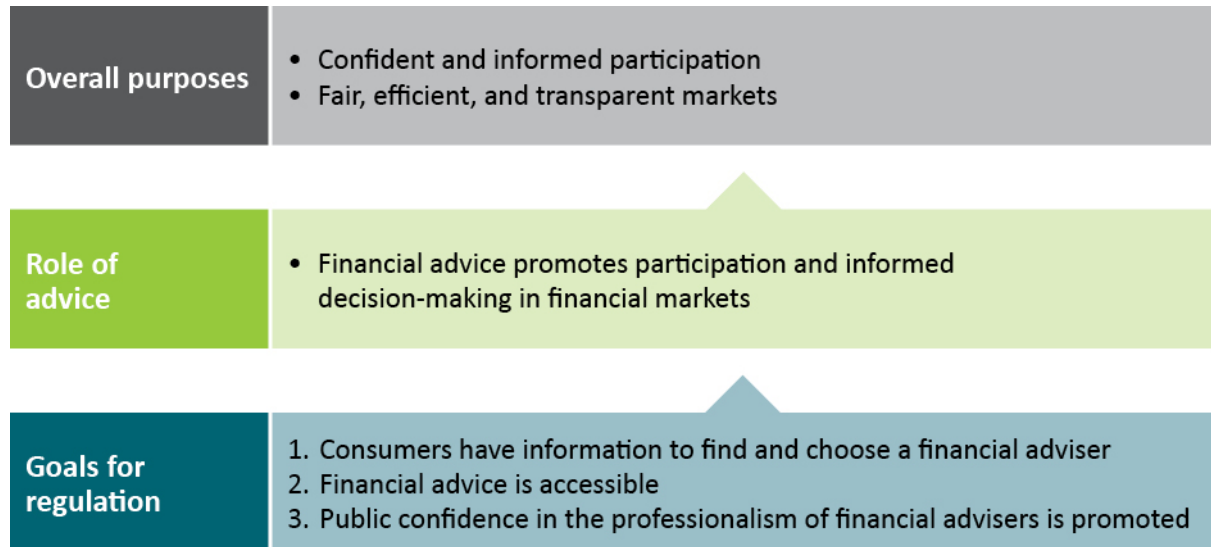 Overall purposes
• Confident and informed participation
• Fair, efficient, and transparent markets
Role of
advice
• Financial advice promotes participation and informed
decision-making in financial markets
Goals for
regulation
1. Consumers have information to find and choose a financial adviser
2. Financial advice is accessible
3. Public confidence in the professionalism of financial advisers is promoted